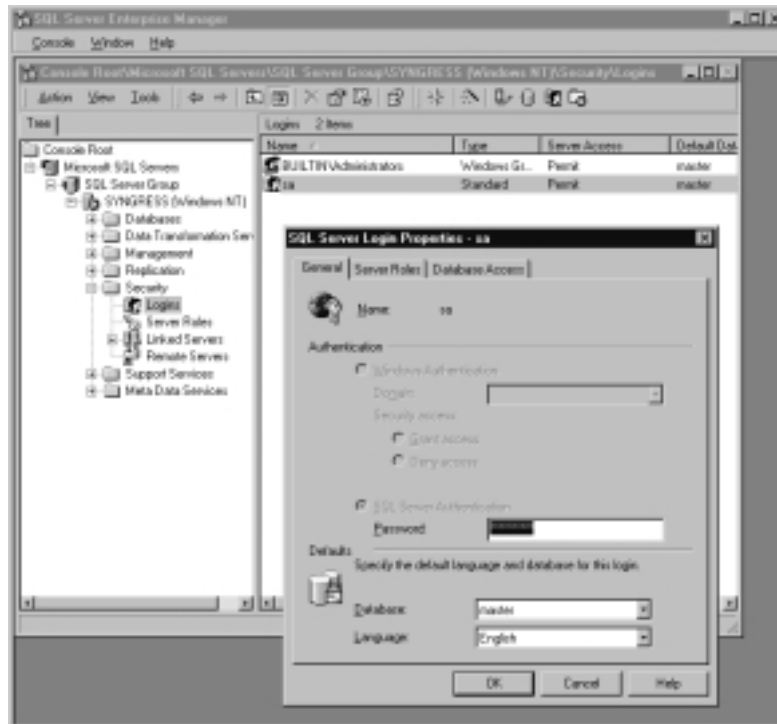 SQL Server Enterprise Manager
Console Window Help
Console Root\Microsoft SQL Servers\SQL Server Group\SYNGRESS (Windows NT)\Security\Logins
Action View Tools
Tree
Logins 2 Items
Name Type Server Access Default Dat
Console Root
Microsoft SQL Servers
SQL Server Group
SYNGRESS (Windows NT)
Databases
Data Transformation Ser
Management
Replication
Security
Logins
Server Roles
Linked Servers
Remote Servers
Support Services
Meta Data Services
BUILTIN\Administrators Windows Gr... Permit master
sa Standard Permit master
SQL Server Login Properties - sa
General Server Roles Database Access
Name: sa
Authentication
Windows Authentication
Domain:
Security access:
Grant access
Deny access
SQL Server Authentication
Password
Defaults
Specify the default language and database for this login.
Database: master
Language: English
OK Cancel Help